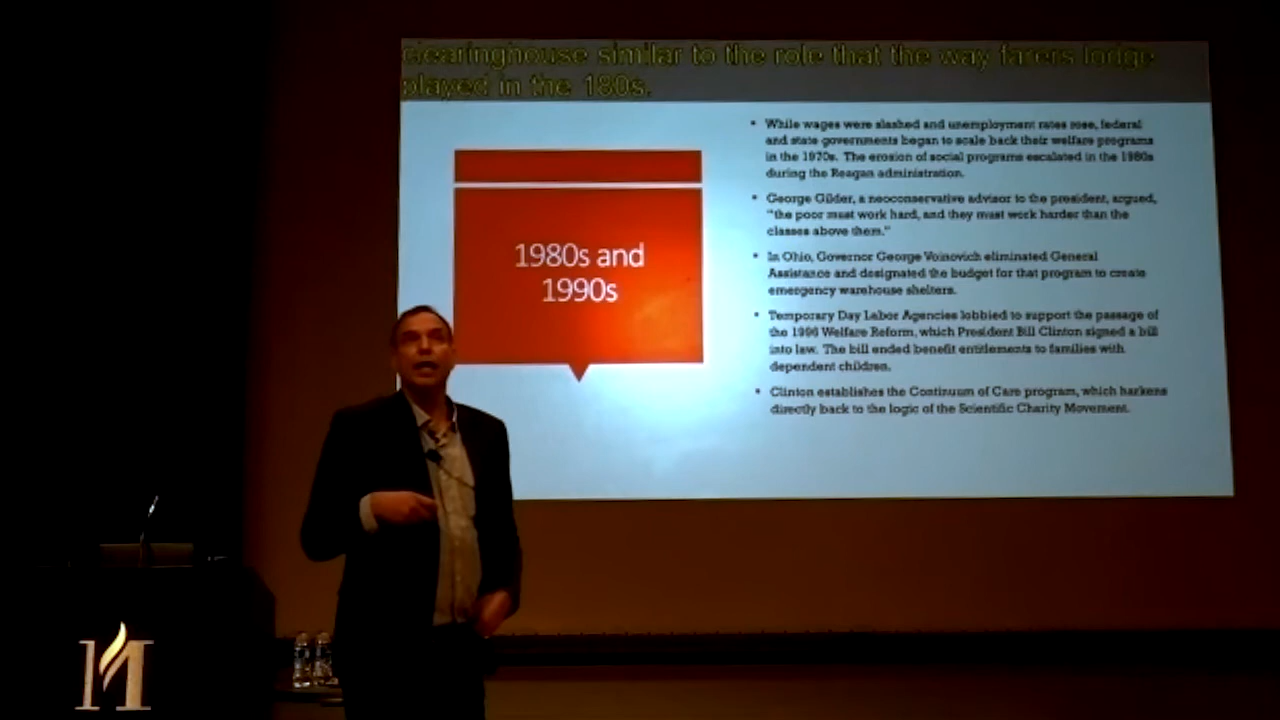 clearinghouse similar to the role that the way farers lodge
played in the 180s.
1980s and
1990s
• While wages were slashed and unemployment rates rose, federal
and state governments began to scale back their welfare programs
in the 1970s. The erosion of social programs escalated in the 1980s
during the Reagan administration.
• George Gilder, a neoconservative advisor to the president, argued,
"the poor must work hard, and they must work harder than the
classes above them."
• In Ohio, Governor George Voinovich eliminated General
Assistance and designated the budget for that program to create
emergency warehouse shelters.
• Temporary Day Labor Agencies lobbied to support the passage of
the 1996 Welfare Reform, which President Bill Clinton signed a bill
into law. The bill ended benefit entitlements to families with
dependent children.
• Clinton establishes the Continuum of Care program, which harkens
directly back to the logic of the Scientific Charity Movement.